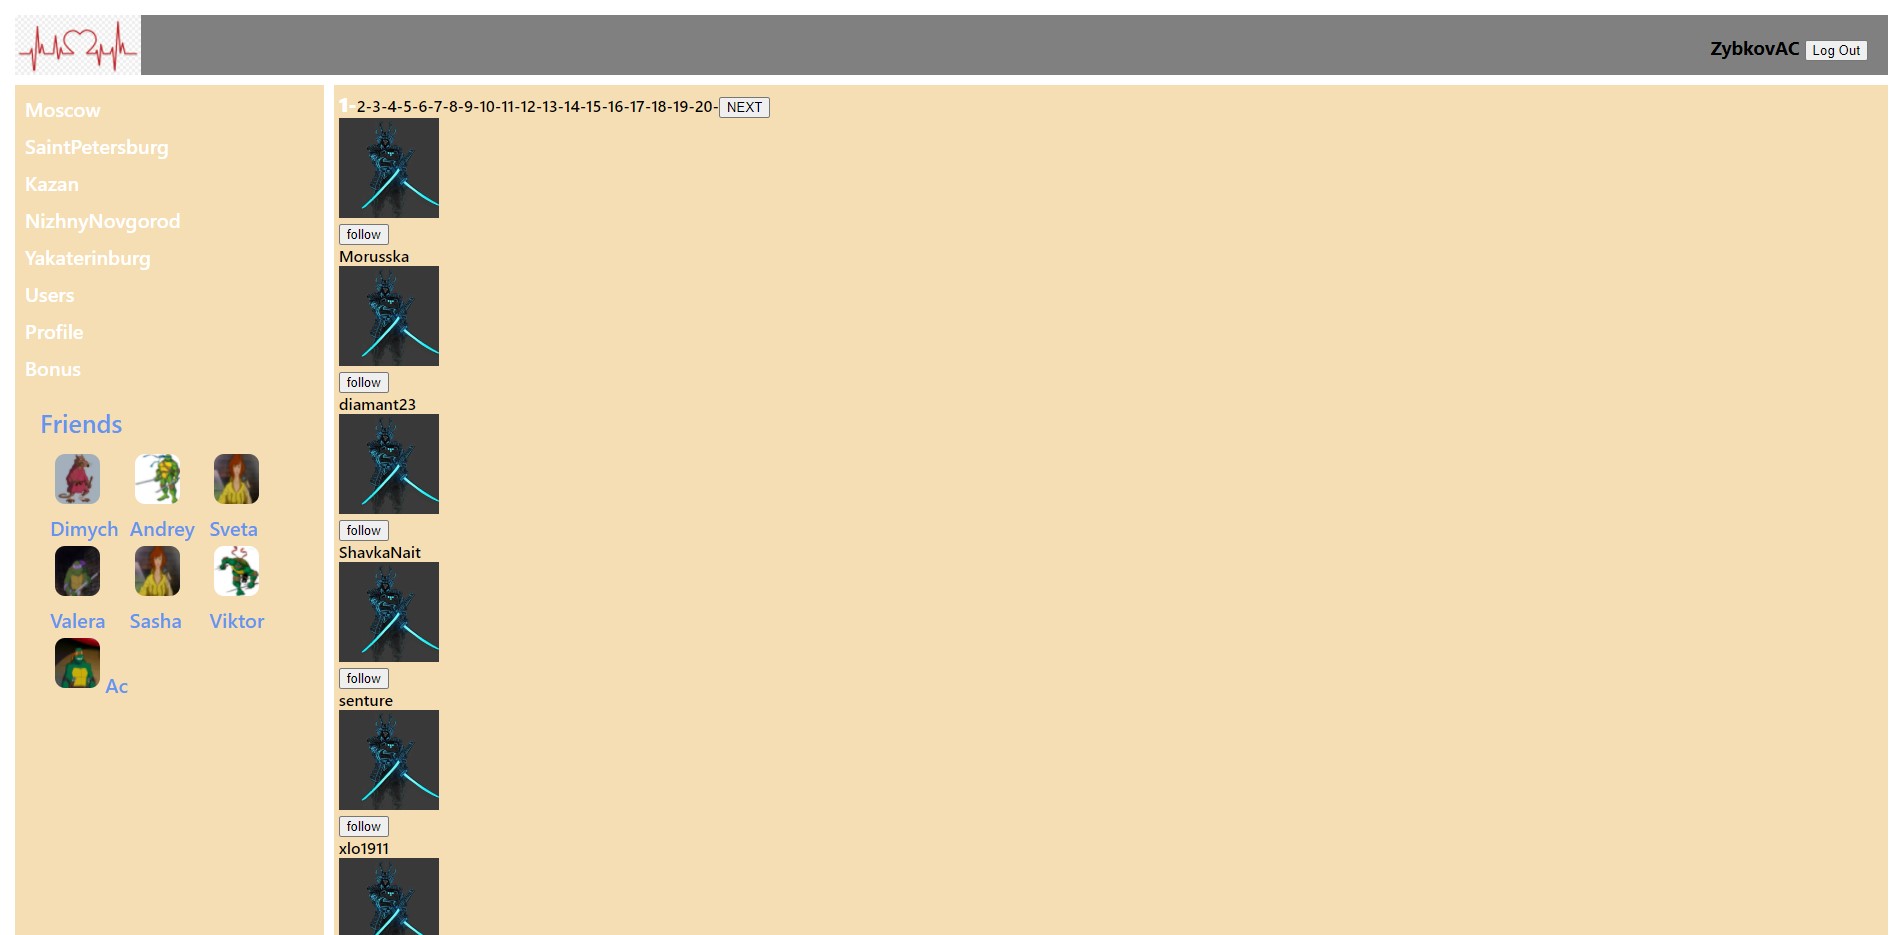 ZybkovAC Log Out
Moscow
SaintPetersburg
Kazan
NizhnyNovgorod
Yakaterinburg
Users
Profile
Bonus
Friends
Dimych Andrey Sveta
Valera Sasha Viktor
Ac
1-2-3-4-5-6-7-8-9-10-11-12-13-14-15-16-17-18-19-20-NEXT
follow
Morusska
follow
diamant23
follow
ShavkaNait
follow
senture
follow
xlo1911